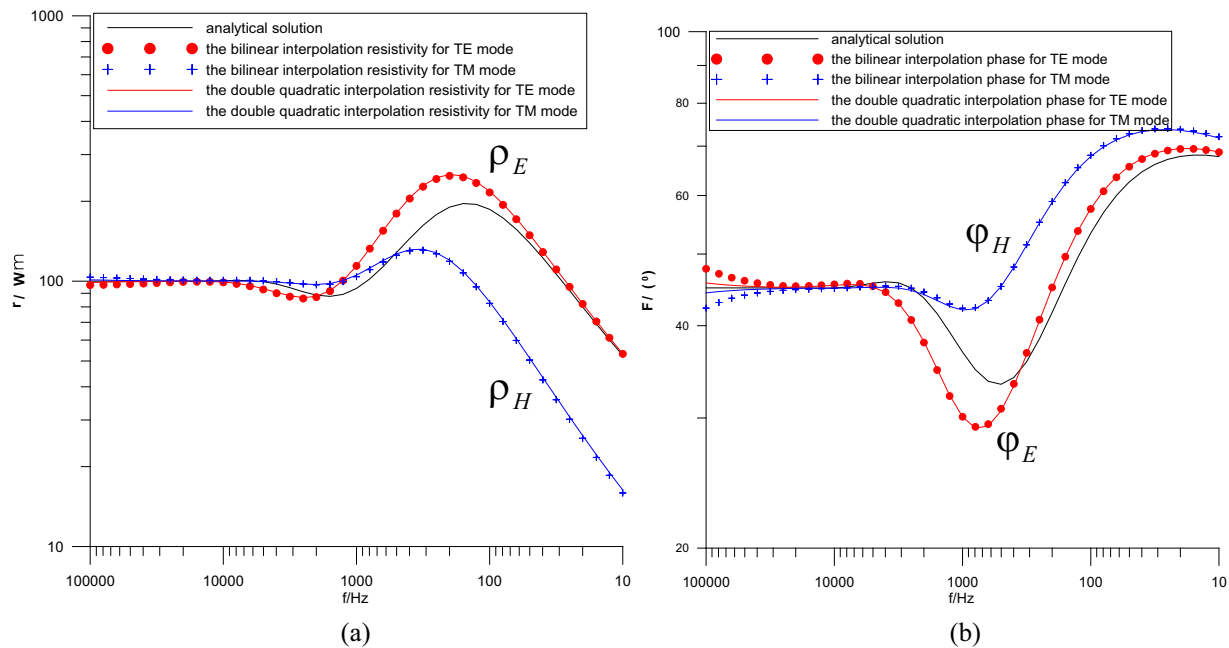 analytical solution
the bilinear interpolation resistivity for TE mode
the bilinear interpolation resistivity for TM mode
the double quadratic interpolation resistivity for TE mode
the double quadratic interpolation resistivity for TM mode
1000
100
10
r/ Wm
ρE
ρH
100000
10000
1000
100
10
f/Hz
(a)
analytical solution
the bilinear interpolation phase for TE mode
the bilinear interpolation phase for TM mode
the double quadratic interpolation phase for TE mode
the double quadratic interpolation phase for TM mode
100
80
60
40
20
F/ (°)
φH
φE
100000
10000
1000
100
10
f/Hz
(b)